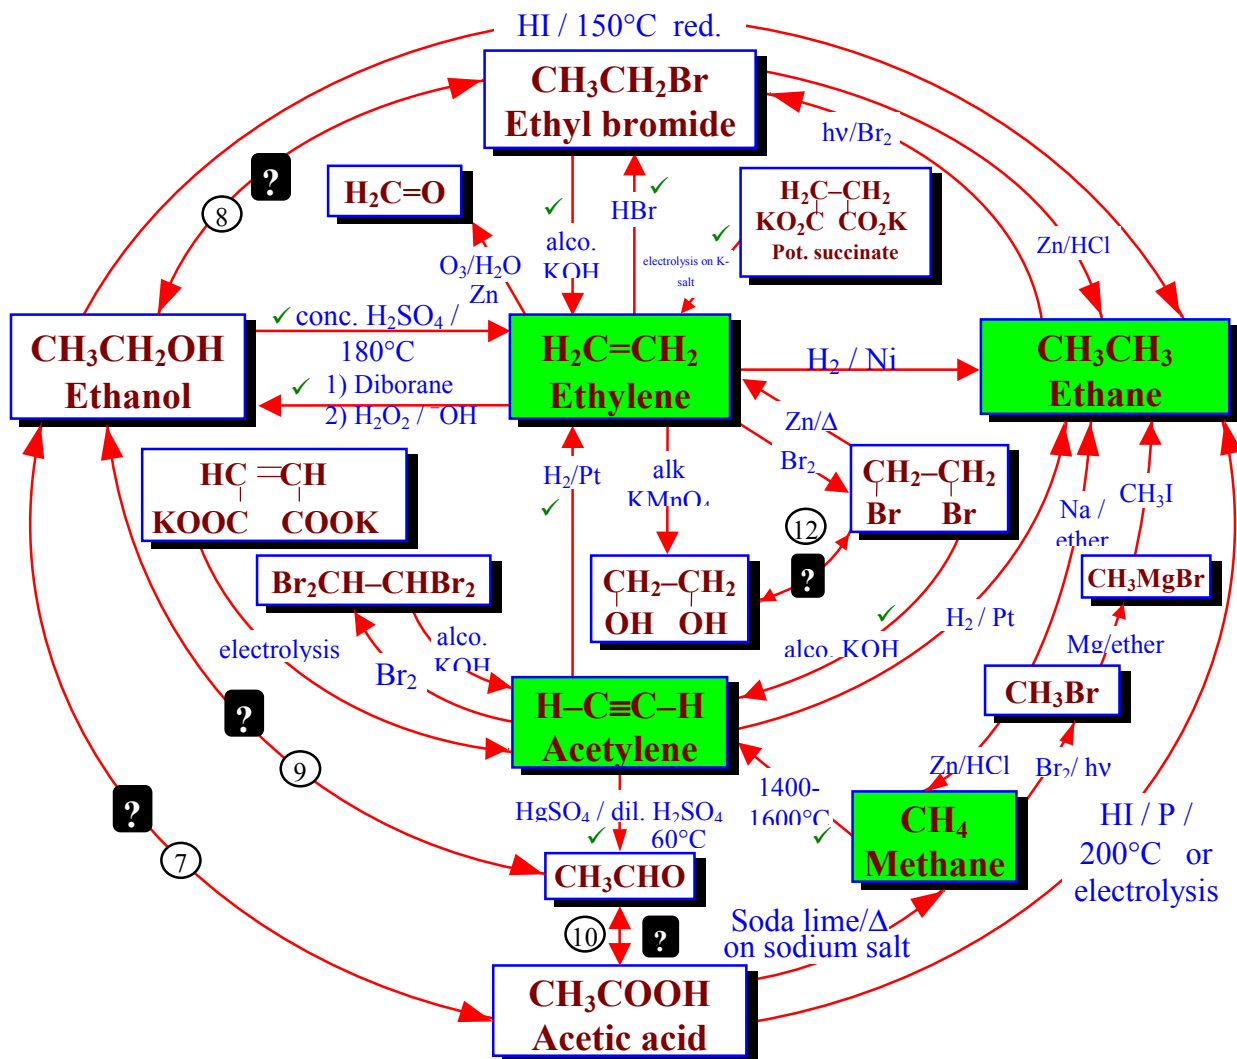 HI / 150°C red.
CH₃CH₂Br
Ethyl bromide
hν/Br₂
?
8
H₂C=O
✓
HBr
✓
alco.
KOH
H₂C–CH₂
KO₂C CO₂K
Pot. succinate
✓
electrolysis on K-
salt
Zn/HCl
O₃/H₂O
Zn
✓ conc. H₂SO₄ /
180°C
CH₃CH₂OH
Ethanol
✓ 1) Diborane
2) H₂O₂ / ⁻OH
H₂C=CH₂
Ethylene
H₂ / Ni
CH₃CH₃
Ethane
Zn/Δ
Br₂
H₂/Pt
✓
alk
KMnO₄
CH₂–CH₂
Br Br
Na /
ether
CH₃I
HC=CH
KOOC COOK
12
?
Br₂CH–CHBr₂
CH₂–CH₂
OH OH
CH₃MgBr
electrolysis
alco.
KOH
Br₂
✓
alco. KOH
H₂ / Pt
Mg/ether
H–C≡C–H
Acetylene
CH₃Br
?
9
Zn/HCl
Br₂/ hν
1400-
1600°C
✓
HgSO₄ / dil. H₂SO₄
✓ 60°C
CH₄
Methane
HI / P /
200°C or
electrolysis
?
7
CH₃CHO
10
?
Soda lime/Δ
on sodium salt
CH₃COOH
Acetic acid